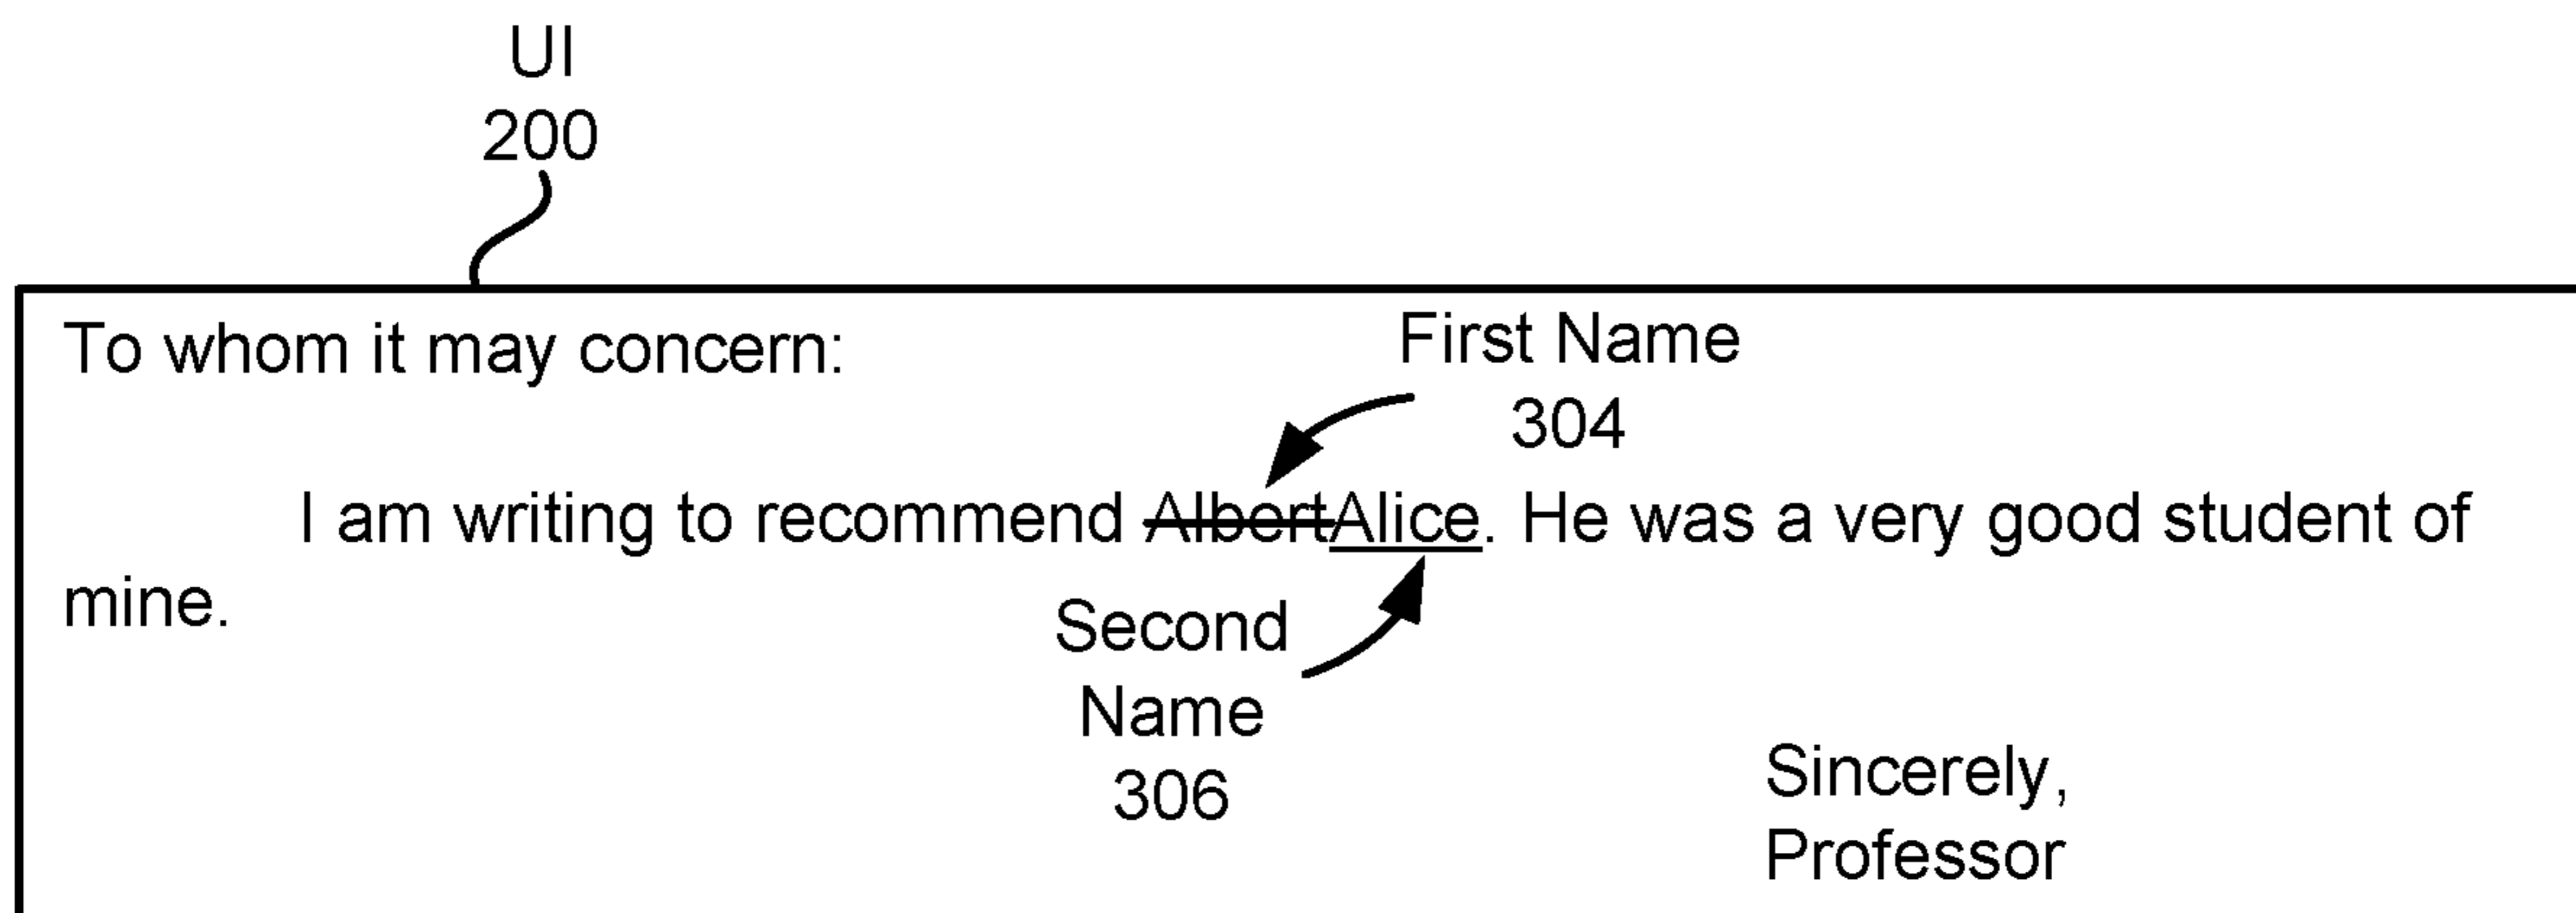 UI
200
To whom it may concern:
First Name
304
I am writing to recommend AlbertAlice. He was a very good student of
mine.
Second
Name
306
Sincerely,
Professor